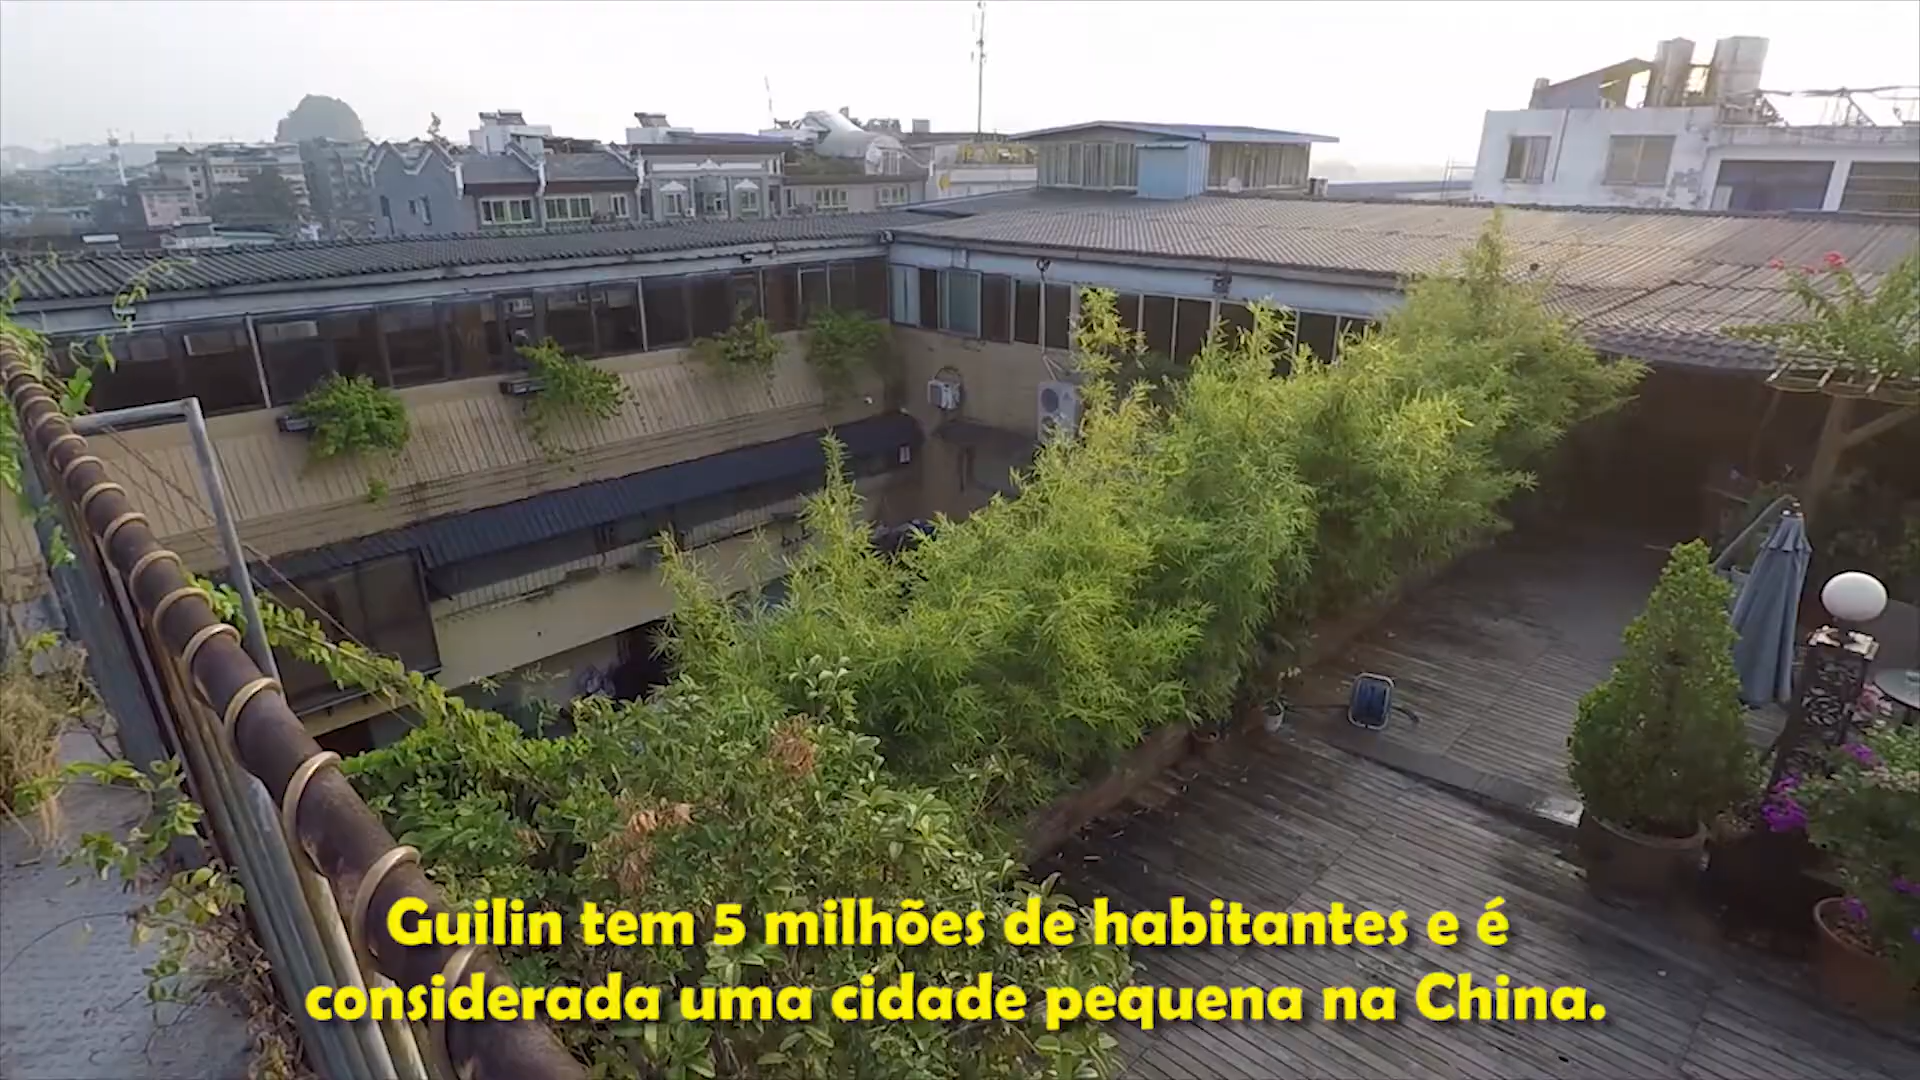 Guilin tem 5 milhões de habitantes e é
considerada uma cidade pequena na China.